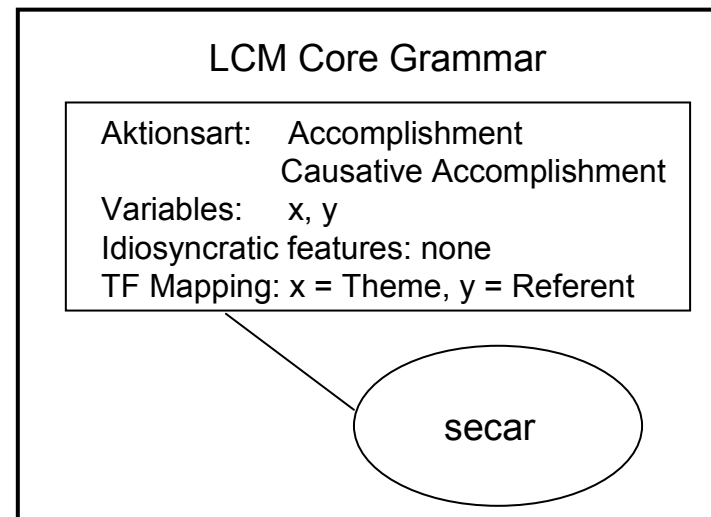 LCM Core Grammar
Aktionsart: Accomplishment
Causative Accomplishment
Variables: x, y
Idiosyncratic features: none
TF Mapping: x = Theme, y = Referent
secar